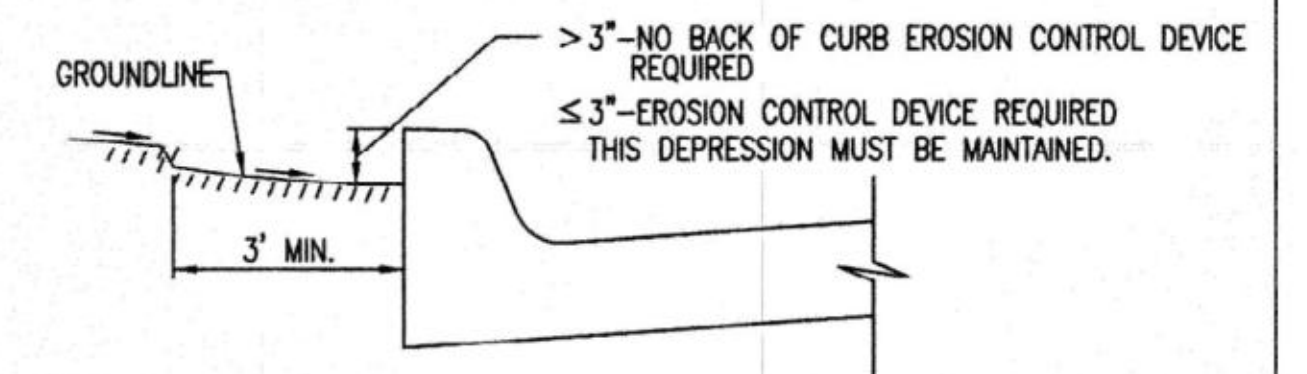 > 3"-NO BACK OF CURB EROSION CONTROL DEVICE
REQUIRED
GROUNDLINE
≤ 3"-EROSION CONTROL DEVICE REQUIRED
THIS DEPRESSION MUST BE MAINTAINED.
3' MIN.